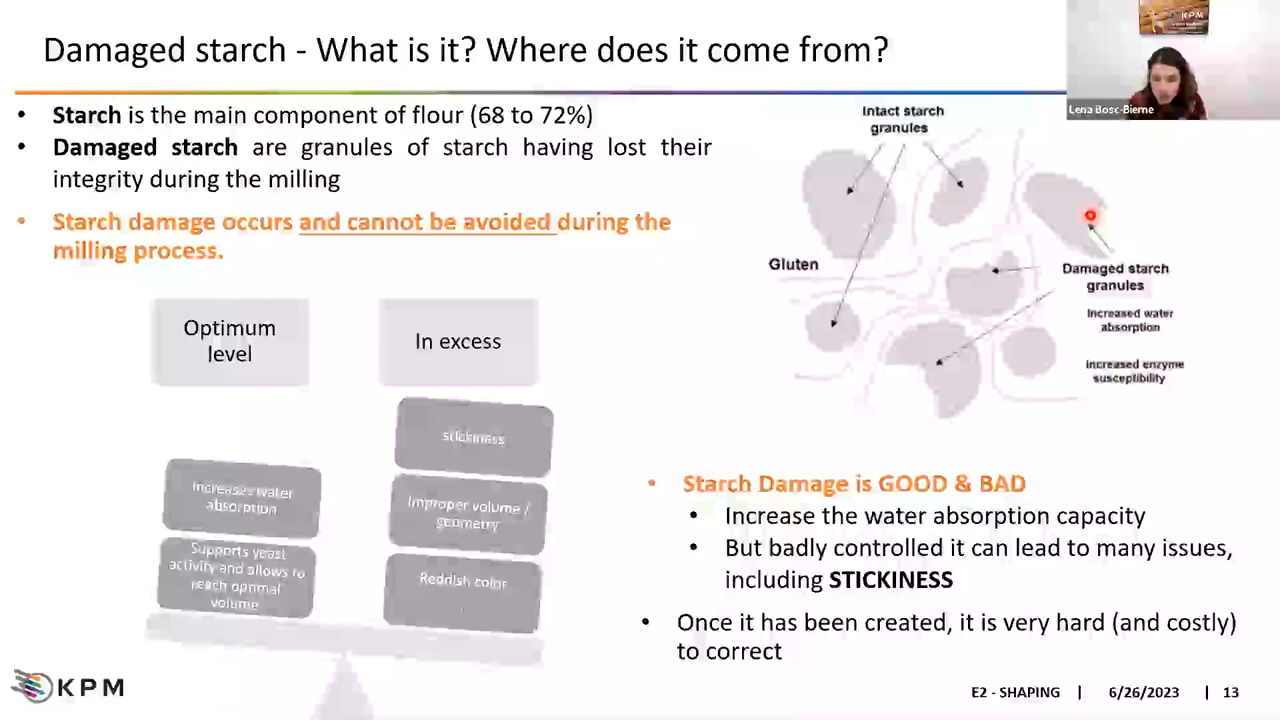 Damaged starch - What is it? Where does it come from?
KPM
Lena Bosc-Bierne
• Starch is the main component of flour (68 to 72%)
• Damaged starch are granules of starch having lost their
integrity during the milling
• Starch damage occurs and cannot be avoided during the
milling process.
Intact starch
granules
Gluten
Damaged starch
granules
Increased water
absorption
Increased enzyme
susceptibility
Optimum
level
In excess
stickiness
Increases water
absorption
Improper volume /
geometry
Supports yeast
activity and allows to
reach optimal
volume
Reddish color
• Starch Damage is GOOD & BAD
• Increase the water absorption capacity
• But badly controlled it can lead to many issues,
including STICKINESS
• Once it has been created, it is very hard (and costly)
to correct
KPM
E2 - SHAPING | 6/26/2023 | 13